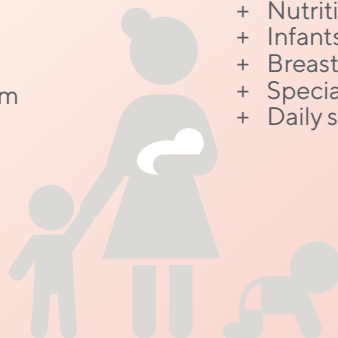 + Nutriti
+ Infants
+ Breast
m
+ Specia
+ Daily s